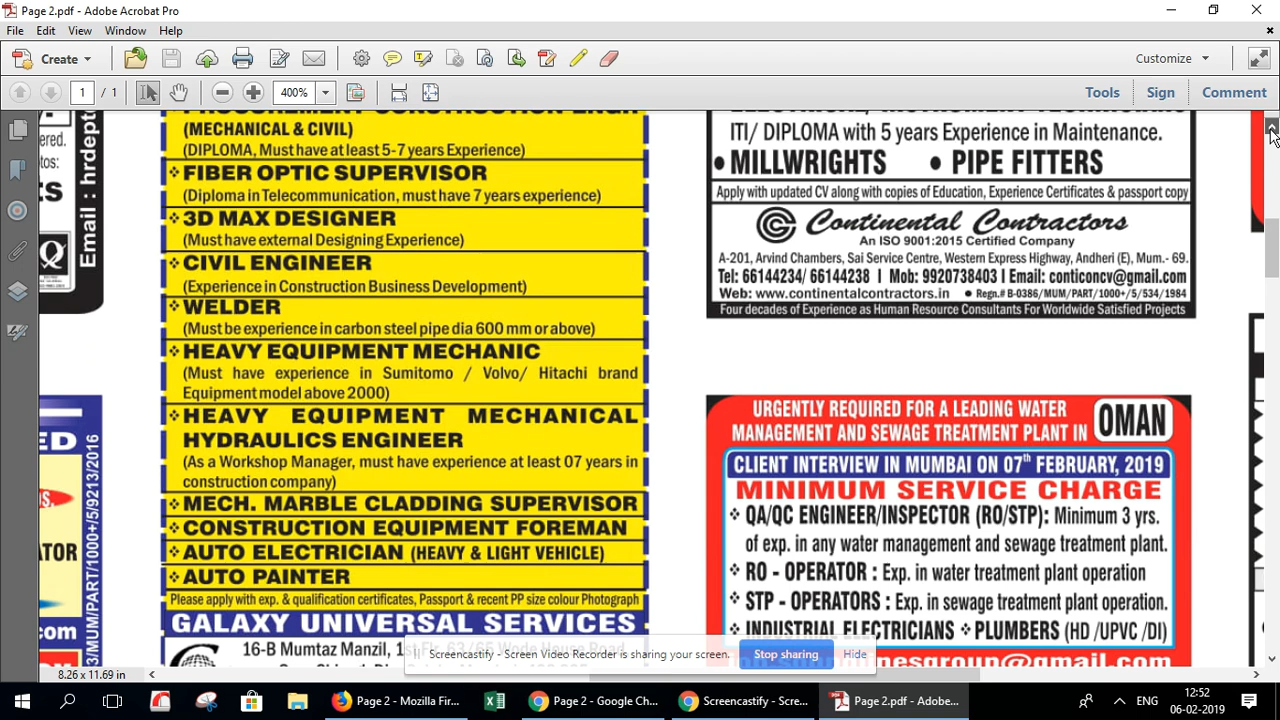 Page 2.pdf - Adobe Acrobat Pro
File Edit View Window Help
Create
Customize
1 / 1
400%
Tools Sign Comment
Email : hrdepto
(MECHANICAL & CIVIL)
(DIPLOMA, Must have at least 5-7 years Experience)
FIBER OPTIC SUPERVISOR
(Diploma in Telecommunication, must have 7 years experience)
3D MAX DESIGNER
(Must have external Designing Experience)
CIVIL ENGINEER
(Experience in Construction Business Development)
WELDER
(Must be experience in carbon steel pipe dia 600 mm or above)
HEAVY EQUIPMENT MECHANIC
(Must have experience in Sumitomo / Volvo/ Hitachi brand
Equipment model above 2000)
HEAVY EQUIPMENT MECHANICAL
HYDRAULICS ENGINEER
(As a Workshop Manager, must have experience at least 07 years in
construction company)
MECH. MARBLE CLADDING SUPERVISOR
CONSTRUCTION EQUIPMENT FOREMAN
AUTO ELECTRICIAN (HEAVY & LIGHT VEHICLE)
AUTO PAINTER
Please apply with exp. & qualification certificates, Passport & recent PP size colour Photograph
GALAXY UNIVERSAL SERVICES
16-B Mumtaz Manzil, 1st Flr, 63/65 Wade House Road
ITI/ DIPLOMA with 5 years Experience in Maintenance.
• MILLWRIGHTS • PIPE FITTERS
Apply with updated CV along with copies of Education, Experience Certificates & passport copy
Continental Contractors
An ISO 9001:2015 Certified Company
A-201, Arvind Chambers, Sai Service Centre, Western Express Highway, Andheri (E), Mum.- 69.
Tel: 66144234/ 66144238 I Mob: 9920738403 I Email: conticoncv@gmail.com
Web: www.continentalcontractors.in • Regn.# B-0386/MUM/PART/1000+/5/534/1984
Four decades of Experience as Human Resource Consultants For Worldwide Satisfied Projects
URGENTLY REQUIRED FOR A LEADING WATER
MANAGEMENT AND SEWAGE TREATMENT PLANT IN OMAN
CLIENT INTERVIEW IN MUMBAI ON 07th FEBRUARY, 2019
MINIMUM SERVICE CHARGE
QA/QC ENGINEER/INSPECTOR (RO/STP): Minimum 3 yrs.
of exp. in any water management and sewage treatment plant.
RO - OPERATOR : Exp. in water treatment plant operation
STP - OPERATORS : Exp. in sewage treatment plant operation.
INDUSTRIAL ELECTRICIANS PLUMBERS (HD /UPVC /DI)
/MUM/PART/1000+/5/9213/2016
Screencastify - Screen Video Recorder is sharing your screen. Stop sharing Hide
8.26 x 11.69 in
Page 2 - Mozilla Fir...
Page 2 - Google Ch...
Screencastify - Scre...
Page 2.pdf - Adobe...
ENG
12:52
06-02-2019